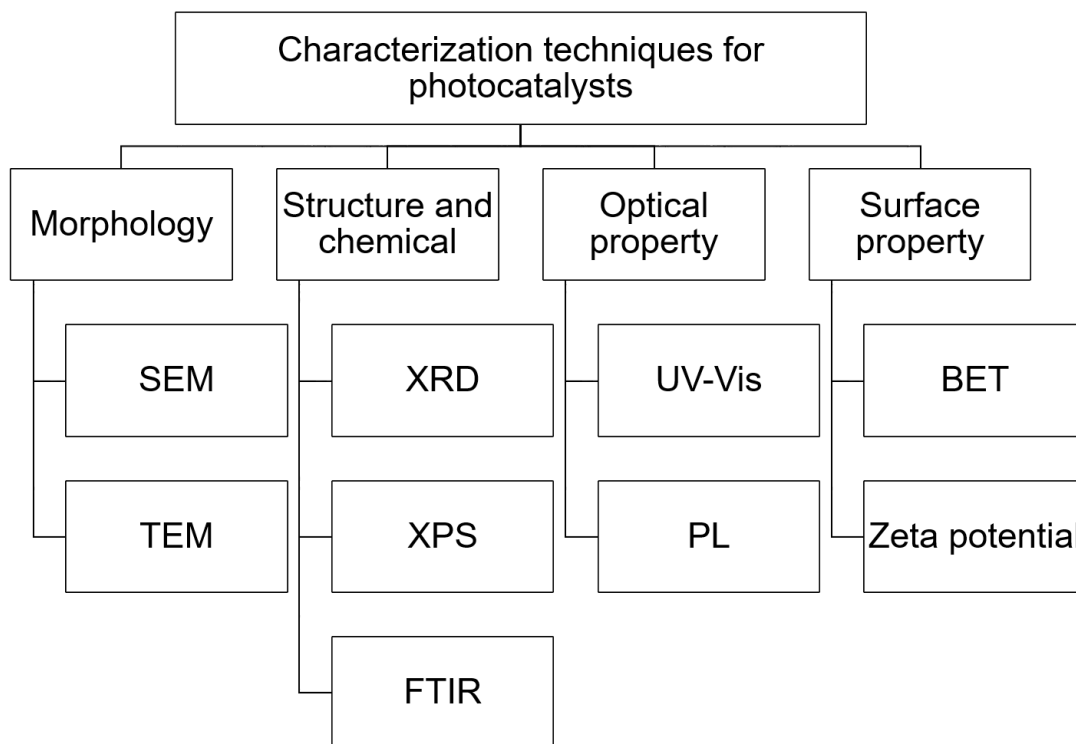 Characterization techniques for
photocatalysts
Morphology
Structure and
chemical
Optical
property
Surface
property
SEM
XRD
UV-Vis
BET
TEM
XPS
PL
Zeta potential
FTIR